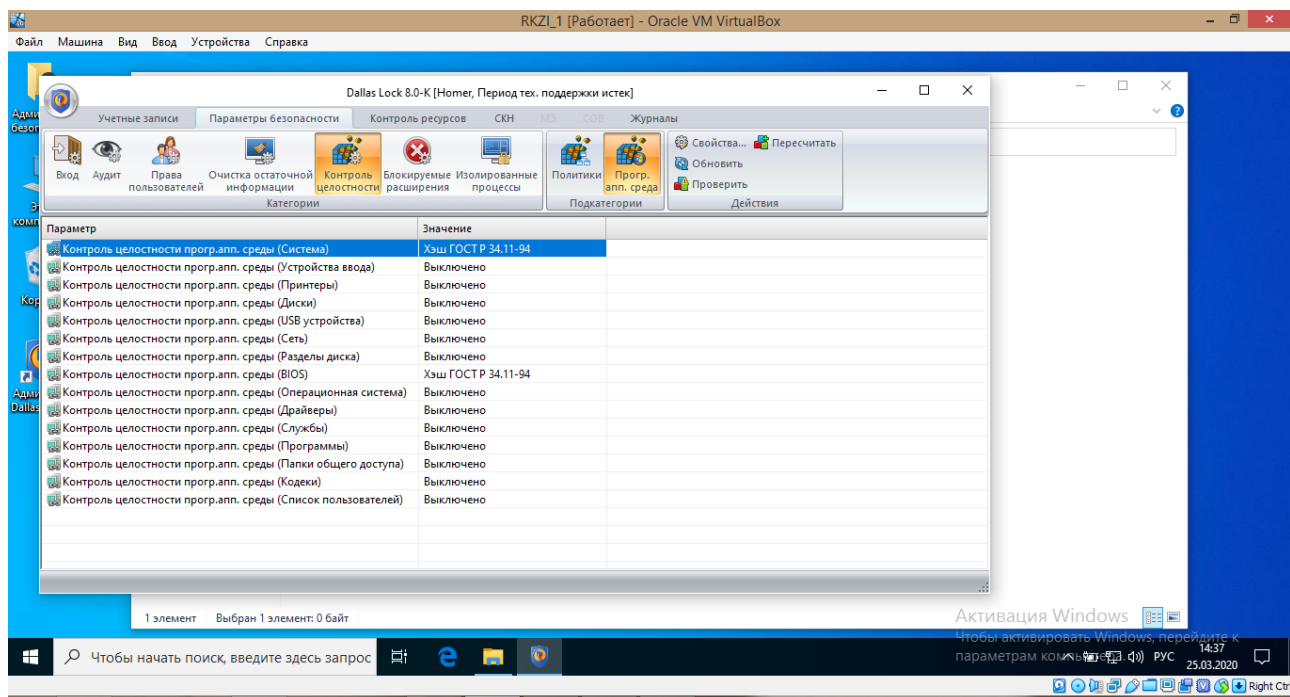 RKZI_1 [Работает] - Oracle VM VirtualBox
Файл Машина Вид Ввод Устройства Справка
Dallas Lock 8.0-K [Homer, Период тех. поддержки истек]
Учетные записи Параметры безопасности Контроль ресурсов СКН МЭ СОВ Журналы
Вход Аудит Права пользователей Очистка остаточной информации Контроль целостности Блокируемые расширения Изолированные процессы
Категории
Политики Прогр. апп. среда
Подкатегории
Свойства... Пересчитать
Обновить
Проверить
Действия
Параметр Значение
Контроль целостности прогр.апп. среды (Система) Хэш ГОСТ Р 34.11-94
Контроль целостности прогр.апп. среды (Устройства ввода) Выключено
Контроль целостности прогр.апп. среды (Принтеры) Выключено
Контроль целостности прогр.апп. среды (Диски) Выключено
Контроль целостности прогр.апп. среды (USB устройства) Выключено
Контроль целостности прогр.апп. среды (Сеть) Выключено
Контроль целостности прогр.апп. среды (Разделы диска) Выключено
Контроль целостности прогр.апп. среды (BIOS) Хэш ГОСТ Р 34.11-94
Контроль целостности прогр.апп. среды (Операционная система) Выключено
Контроль целостности прогр.апп. среды (Драйверы) Выключено
Контроль целостности прогр.апп. среды (Службы) Выключено
Контроль целостности прогр.апп. среды (Программы) Выключено
Контроль целостности прогр.апп. среды (Папки общего доступа) Выключено
Контроль целостности прогр.апп. среды (Кодеки) Выключено
Контроль целостности прогр.апп. среды (Список пользователей) Выключено
Dallas
1 элемент Выбран 1 элемент: 0 байт
Активация Windows
Чтобы активировать Windows, перейдите к
параметрам
Чтобы начать поиск, введите здесь запрос
РУС
14:37
25.03.2020
Right Ctr